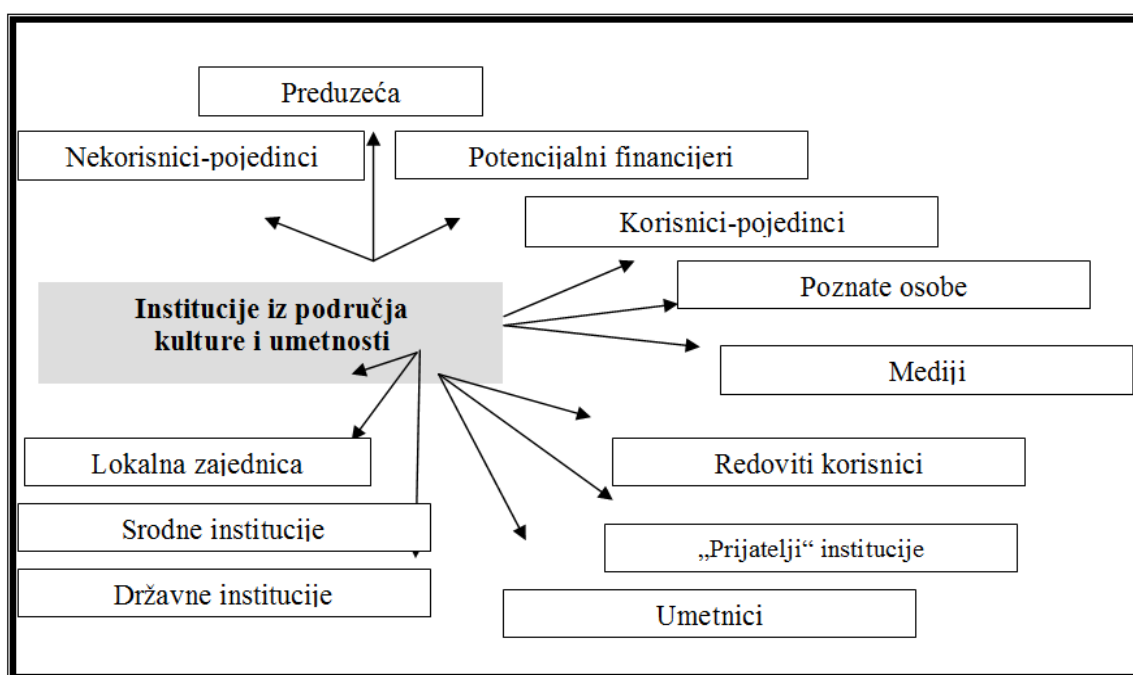 Preduzeća
Nekorisnici-pojedinci
Potencijalni financijeri
Korisnici-pojedinci
Poznate osobe
Institucije iz područja
kulture i umetnosti
Mediji
Lokalna zajednica
Redoviti korisnici
Srodne institucije
„Prijatelji“ institucije
Državne institucije
Umetnici